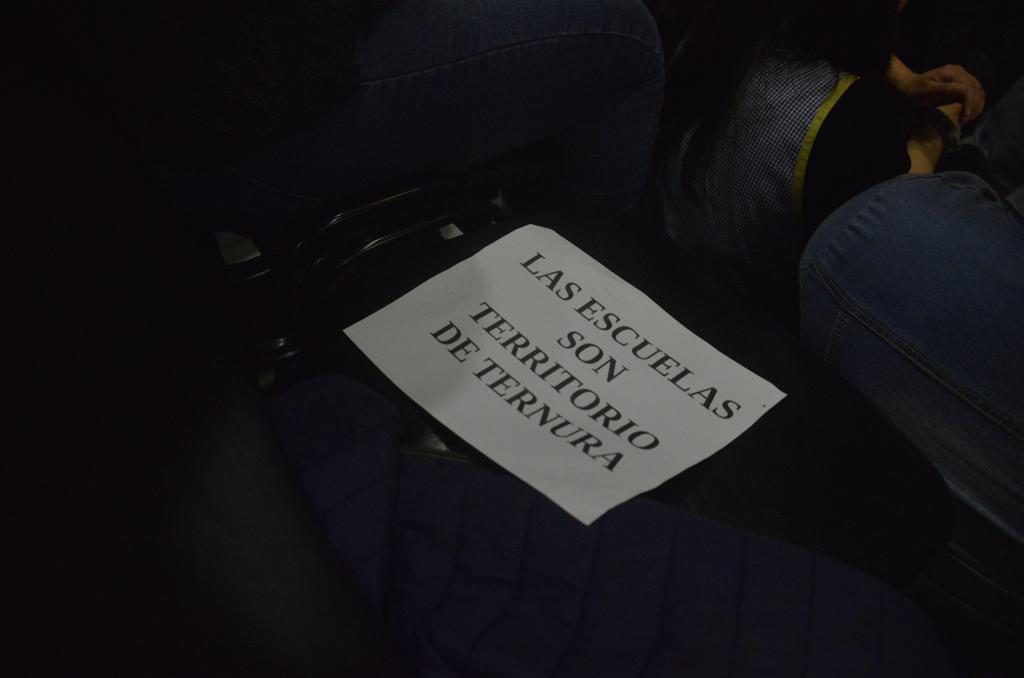 LAS ESCUELAS
SON
TERRITORIO
DE TERNURA